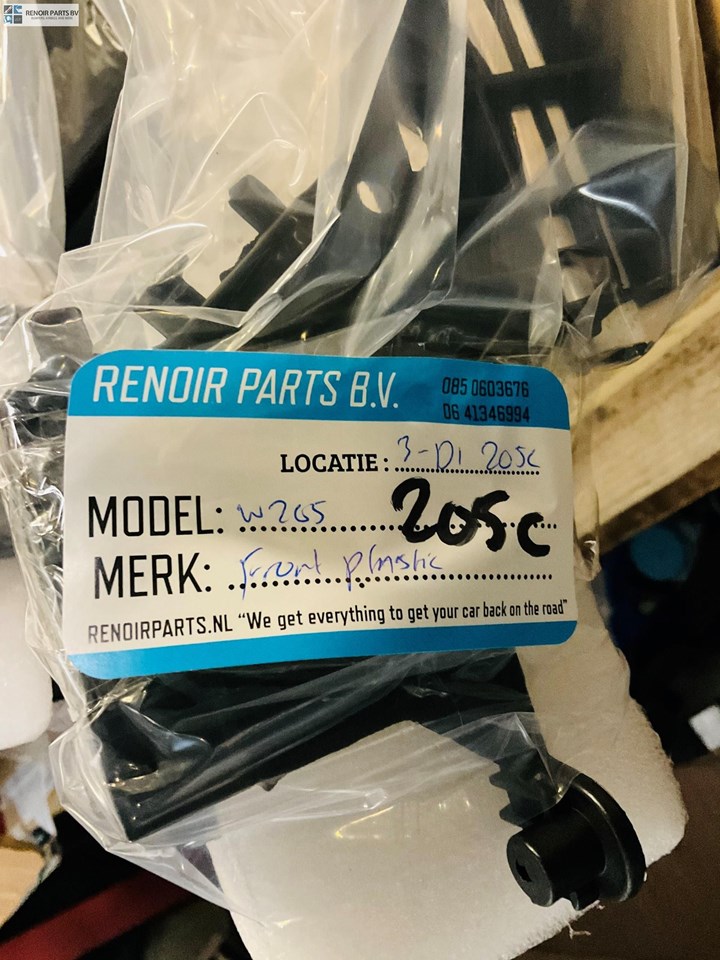 RENOIR PARTS BV
RENOIR PARTS B.V.
085 0603676
06 41346994
LOCATIE: 3-D1 205c
MODEL: W205
205c
MERK: Front plastic
RENOIRPARTS.NL “We get everything to get your car back on the road”